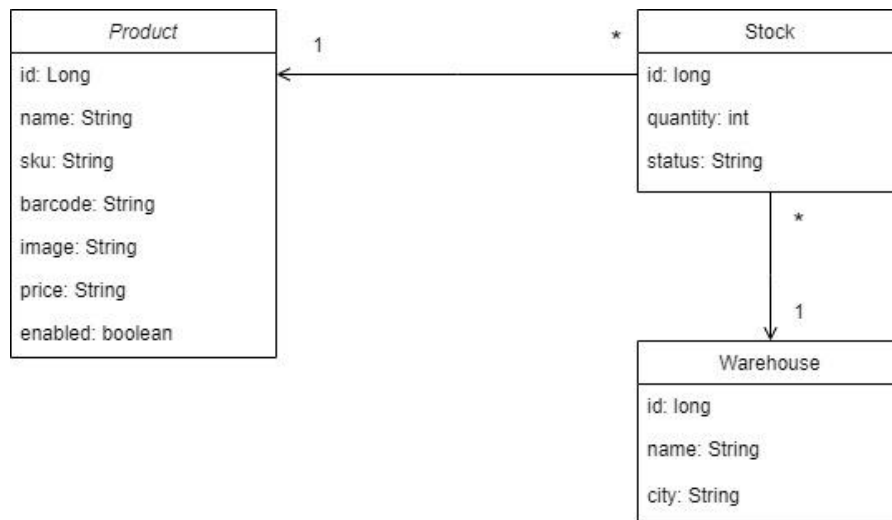 Product
id: Long
name: String
sku: String
barcode: String
image: String
price: String
enabled: boolean
1
*
Stock
id: long
quantity: int
status: String
*
1
Warehouse
id: long
name: String
city: String